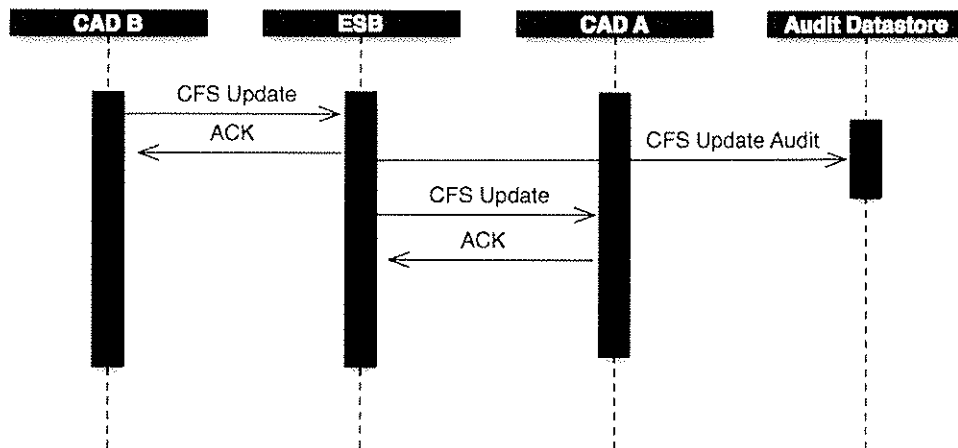 CAD B
ESB
CAD A
Audit Datastore
CFS Update
ACK
CFS Update Audit
CFS Update
ACK